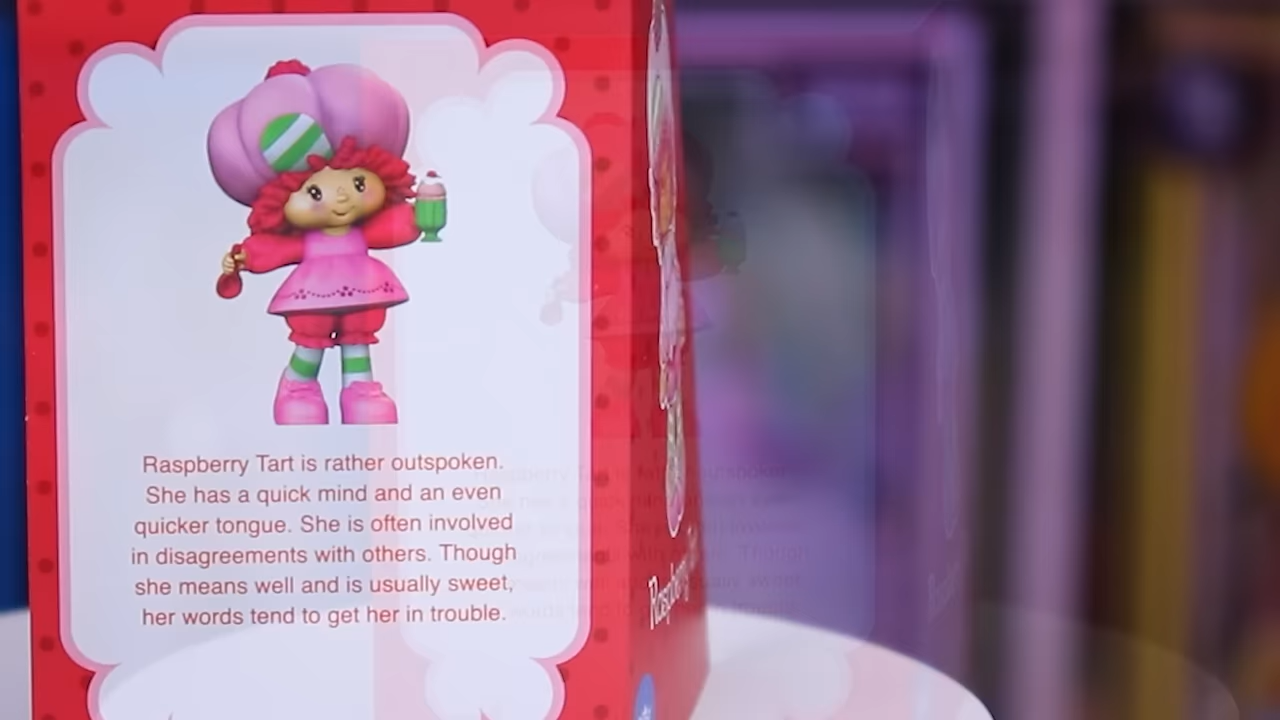 Raspberry Tart is rather outspoken.
She has a quick mind and an even
quicker tongue. She is often involved
in disagreements with others. Though
she means well and is usually sweet,
her words tend to get her in trouble.
Raspberry